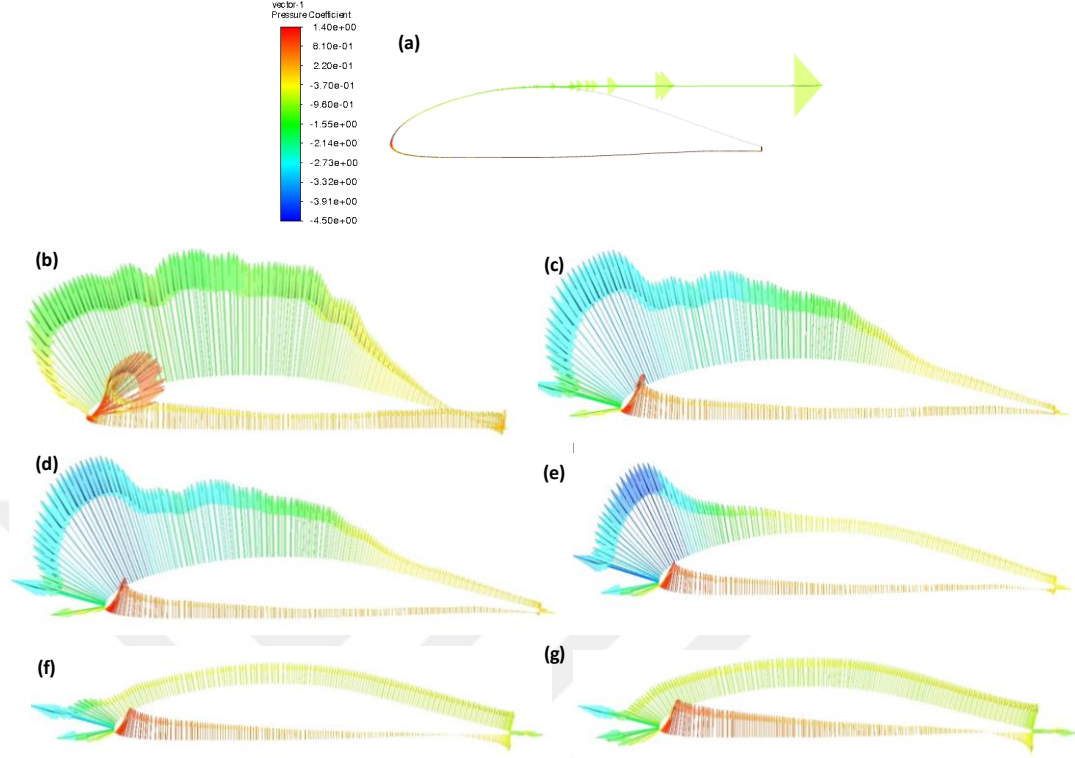 vector-1
Pressure Coefficient
1.40e+00
8.10e-01
2.20e-01
-3.70e-01
-9.60e-01
-1.55e+00
-2.14e+00
-2.73e+00
-3.32e+00
-3.91e+00
-4.50e+00
(a)
(b)
(c)
(d)
(e)
(f)
(g)